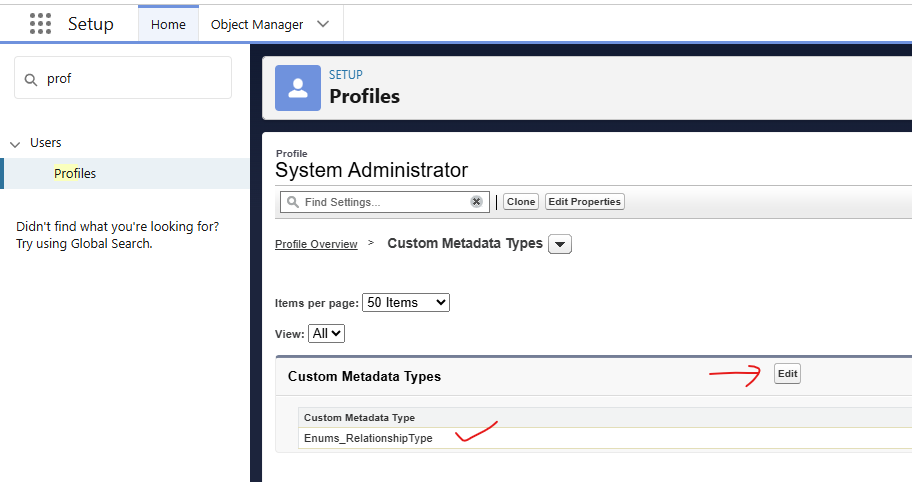 Setup
Home
Object Manager
prof
Users
Profiles
Didn't find what you're looking for?
Try using Global Search.
SETUP
Profiles
Profile
System Administrator
Find Settings...
Clone
Edit Properties
Profile Overview > Custom Metadata Types
Items per page: 50 Items
View: All
Custom Metadata Types
Edit
Custom Metadata Type
Enums_RelationshipType